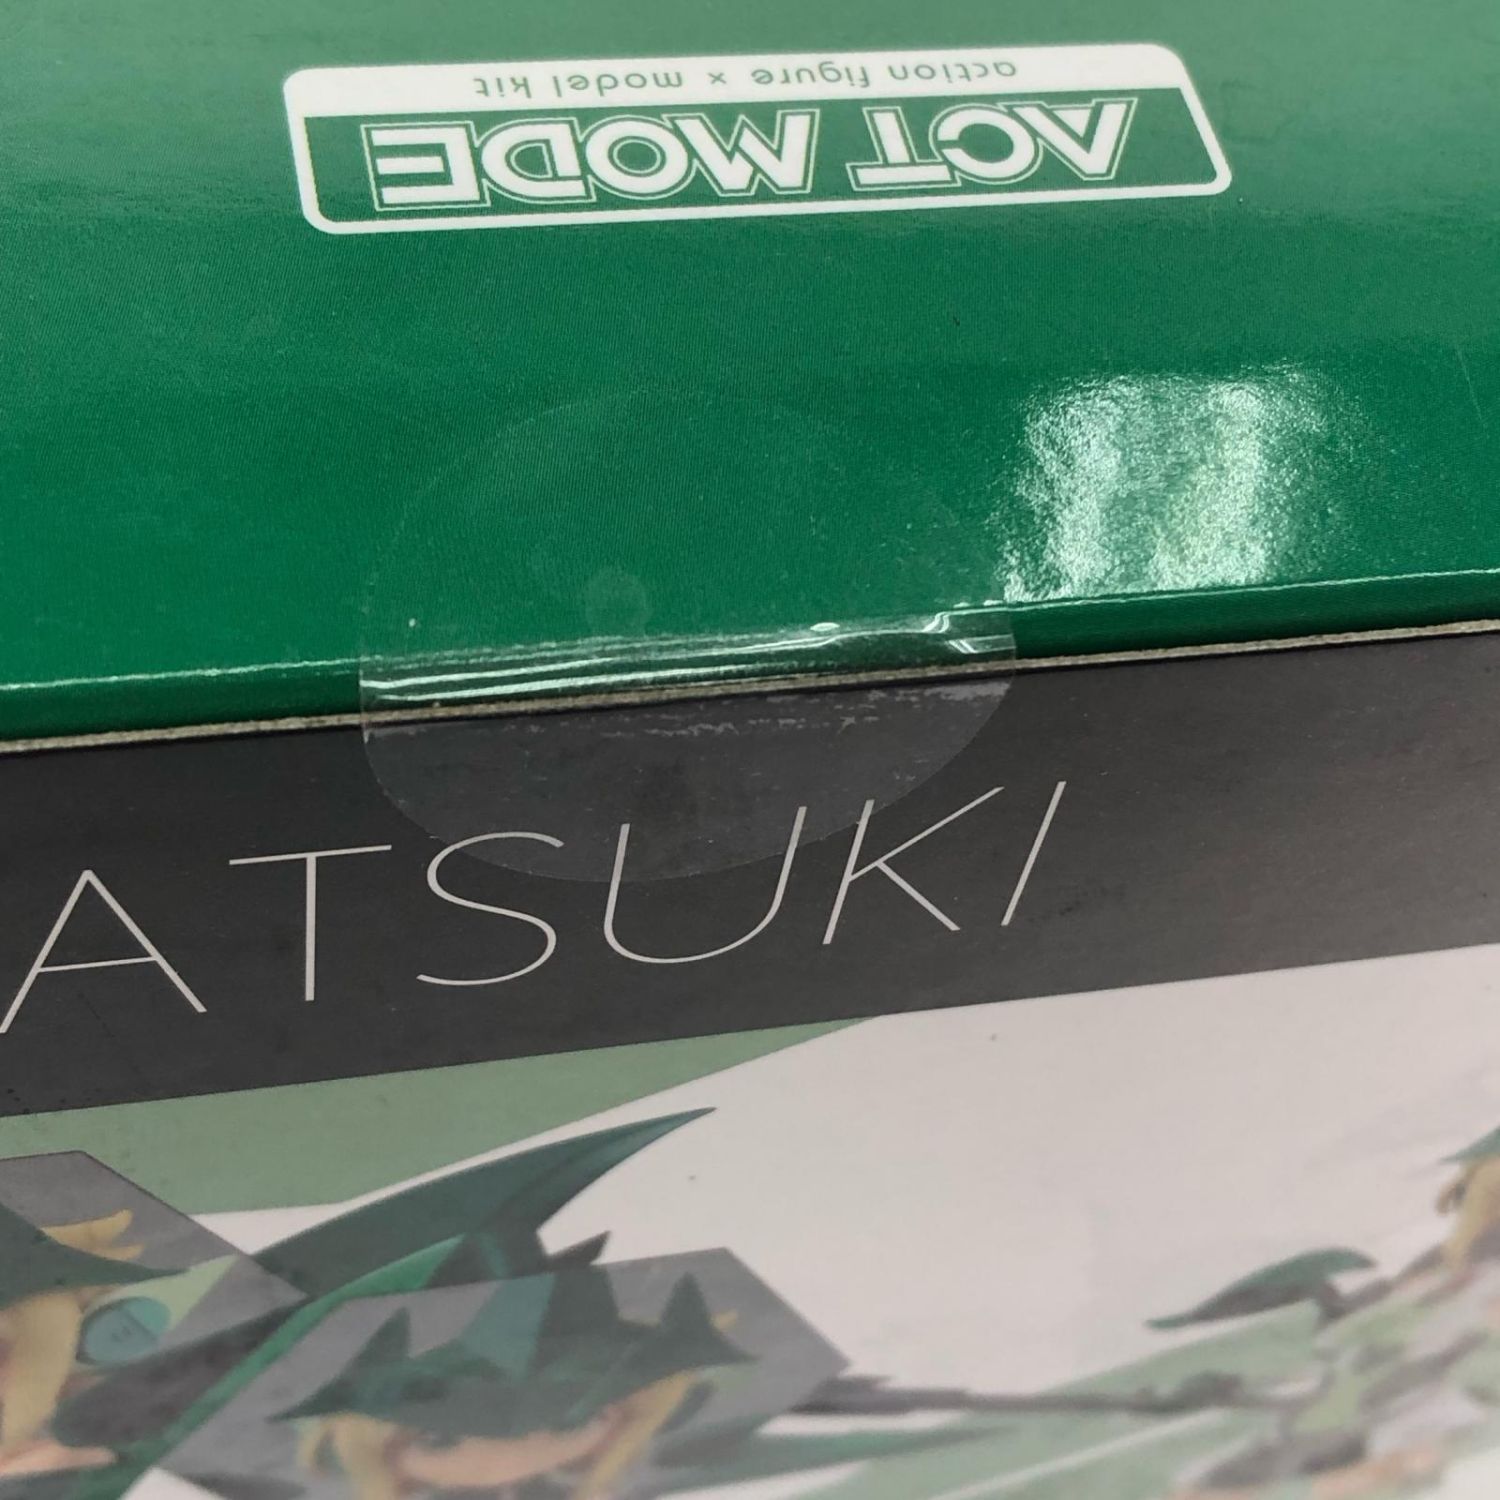 ACT MODE
action figure × model kit
ATSUKI